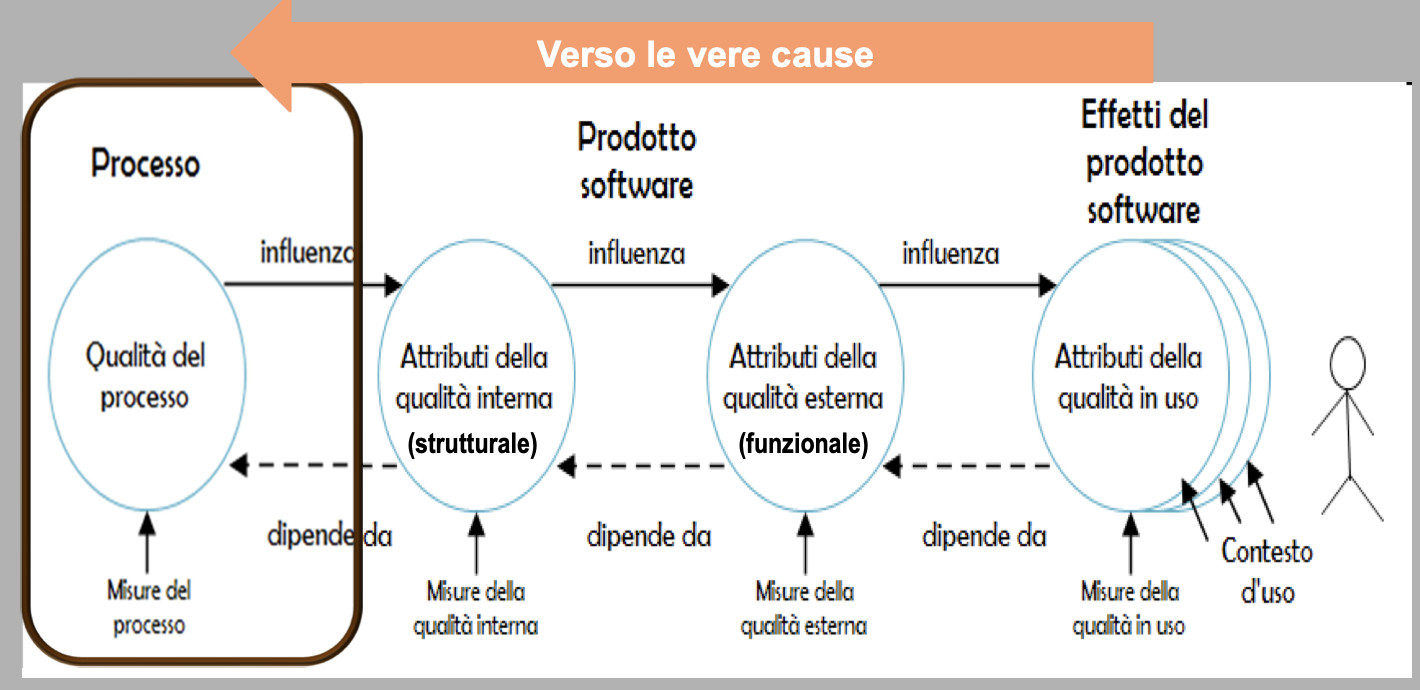 Verso le vere cause
Processo
Prodotto
software
Effetti del
prodotto
software
influenza
influenza
influenza
Qualità del
processo
Attributi della
qualità interna
(strutturale)
Attributi della
qualità esterna
(funzionale)
Attributi della
qualità in uso
dipende da
dipende da
dipende da
Contesto
d'uso
Misure del
processo
Misure della
qualità interna
Misure della
qualità esterna
Misure della
qualità in uso